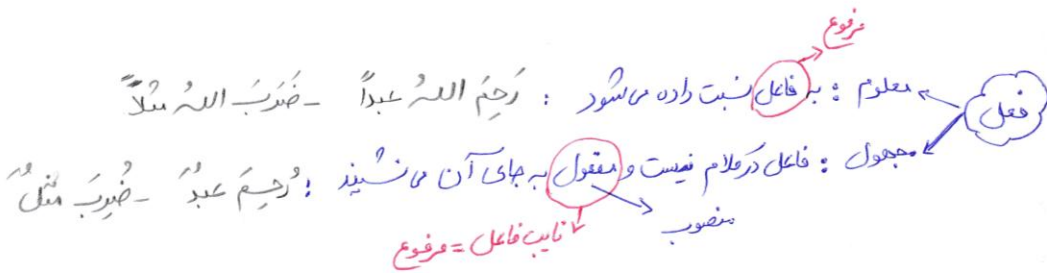 مرفوع
فعل
معلوم : به فاعل نسبت داده می‌شود : رَحِمَ اللهُ عبداً - ضَرَبَ اللهُ مثلاً
مجهول : فاعل در کلام نیست و مفعول به جای آن می‌نشیند : رُحِمَ عبدٌ - ضُرِبَ مثلٌ
منصوب
نایب فاعل = مرفوع